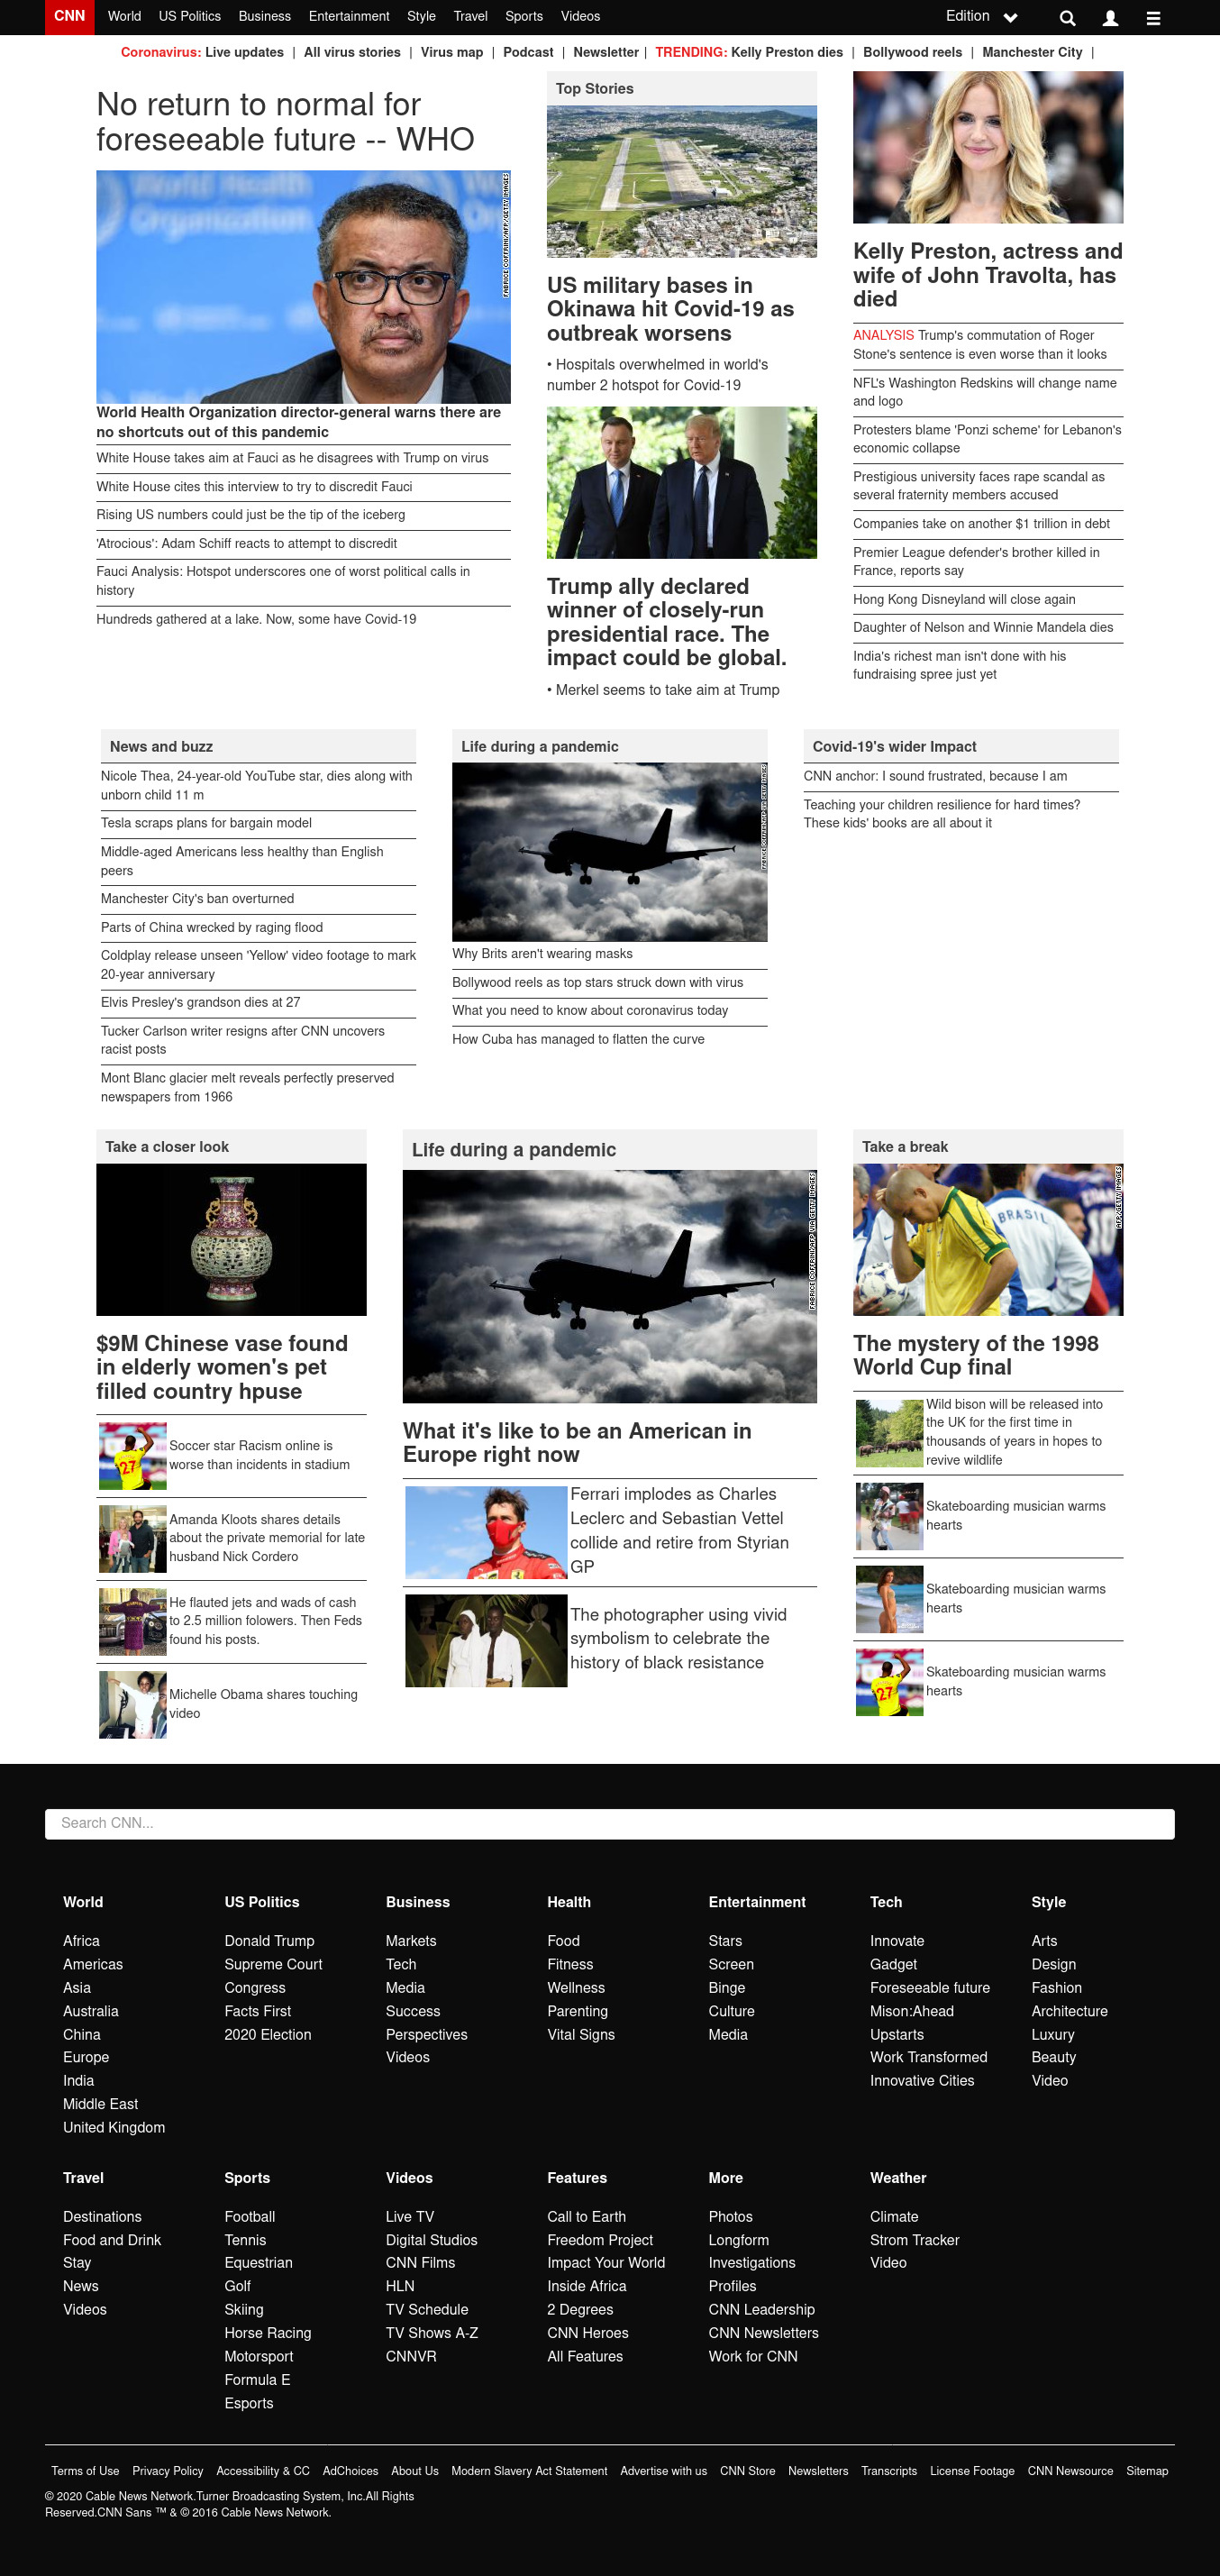 CNN World US Politics Business Entertainment Style Travel Sports Videos Edition
Coronavirus: Live updates | All virus stories | Virus map | Podcast | Newsletter | TRENDING: Kelly Preston dies | Bollywood reels | Manchester City |
No return to normal for
foreseeable future -- WHO
FABRICE COFFRINI/AFP/GETTY IMAGES
World Health Organization director-general warns there are
no shortcuts out of this pandemic
White House takes aim at Fauci as he disagrees with Trump on virus
White House cites this interview to try to discredit Fauci
Rising US numbers could just be the tip of the iceberg
'Atrocious': Adam Schiff reacts to attempt to discredit
Fauci Analysis: Hotspot underscores one of worst political calls in
history
Hundreds gathered at a lake. Now, some have Covid-19
Top Stories
US military bases in
Okinawa hit Covid-19 as
outbreak worsens
• Hospitals overwhelmed in world's
number 2 hotspot for Covid-19
Trump ally declared
winner of closely-run
presidential race. The
impact could be global.
• Merkel seems to take aim at Trump
Kelly Preston, actress and
wife of John Travolta, has
died
ANALYSIS Trump's commutation of Roger
Stone's sentence is even worse than it looks
NFL's Washington Redskins will change name
and logo
Protesters blame 'Ponzi scheme' for Lebanon's
economic collapse
Prestigious university faces rape scandal as
several fraternity members accused
Companies take on another $1 trillion in debt
Premier League defender's brother killed in
France, reports say
Hong Kong Disneyland will close again
Daughter of Nelson and Winnie Mandela dies
India's richest man isn't done with his
fundraising spree just yet
News and buzz
Nicole Thea, 24-year-old YouTube star, dies along with
unborn child 11 m
Tesla scraps plans for bargain model
Middle-aged Americans less healthy than English
peers
Manchester City's ban overturned
Parts of China wrecked by raging flood
Coldplay release unseen 'Yellow' video footage to mark
20-year anniversary
Elvis Presley's grandson dies at 27
Tucker Carlson writer resigns after CNN uncovers
racist posts
Mont Blanc glacier melt reveals perfectly preserved
newspapers from 1966
Life during a pandemic
FABRICE COFFRINI/AFP VIA GETTY IMAGES
Why Brits aren't wearing masks
Bollywood reels as top stars struck down with virus
What you need to know about coronavirus today
How Cuba has managed to flatten the curve
Covid-19's wider Impact
CNN anchor: I sound frustrated, because I am
Teaching your children resilience for hard times?
These kids' books are all about it
Take a closer look
$9M Chinese vase found
in elderly women's pet
filled country hpuse
27
Soccer star Racism online is
worse than incidents in stadium
Amanda Kloots shares details
about the private memorial for late
husband Nick Cordero
He flauted jets and wads of cash
to 2.5 million folowers. Then Feds
found his posts.
Michelle Obama shares touching
video
Life during a pandemic
FABRICE COFFRINI/AFP VIA GETTY IMAGES
What it's like to be an American in
Europe right now
Ferrari implodes as Charles
Leclerc and Sebastian Vettel
collide and retire from Styrian
GP
The photographer using vivid
symbolism to celebrate the
history of black resistance
Take a break
BRASIL
AFP/GETTY IMAGES
The mystery of the 1998
World Cup final
Wild bison will be released into
the UK for the first time in
thousands of years in hopes to
revive wildlife
Skateboarding musician warms
hearts
Skateboarding musician warms
hearts
27
Skateboarding musician warms
hearts
Search CNN...
World
Africa
Americas
Asia
Australia
China
Europe
India
Middle East
United Kingdom
US Politics
Donald Trump
Supreme Court
Congress
Facts First
2020 Election
Business
Markets
Tech
Media
Success
Perspectives
Videos
Health
Food
Fitness
Wellness
Parenting
Vital Signs
Entertainment
Stars
Screen
Binge
Culture
Media
Tech
Innovate
Gadget
Foreseeable future
Mison:Ahead
Upstarts
Work Transformed
Innovative Cities
Style
Arts
Design
Fashion
Architecture
Luxury
Beauty
Video
Travel
Destinations
Food and Drink
Stay
News
Videos
Sports
Football
Tennis
Equestrian
Golf
Skiing
Horse Racing
Motorsport
Formula E
Esports
Videos
Live TV
Digital Studios
CNN Films
HLN
TV Schedule
TV Shows A-Z
CNNVR
Features
Call to Earth
Freedom Project
Impact Your World
Inside Africa
2 Degrees
CNN Heroes
All Features
More
Photos
Longform
Investigations
Profiles
CNN Leadership
CNN Newsletters
Work for CNN
Weather
Climate
Strom Tracker
Video
Terms of Use Privacy Policy Accessibility & CC AdChoices About Us Modern Slavery Act Statement Advertise with us CNN Store Newsletters Transcripts License Footage CNN Newsource Sitemap
© 2020 Cable News Network.Turner Broadcasting System, Inc.All Rights
Reserved.CNN Sans ™ & © 2016 Cable News Network.